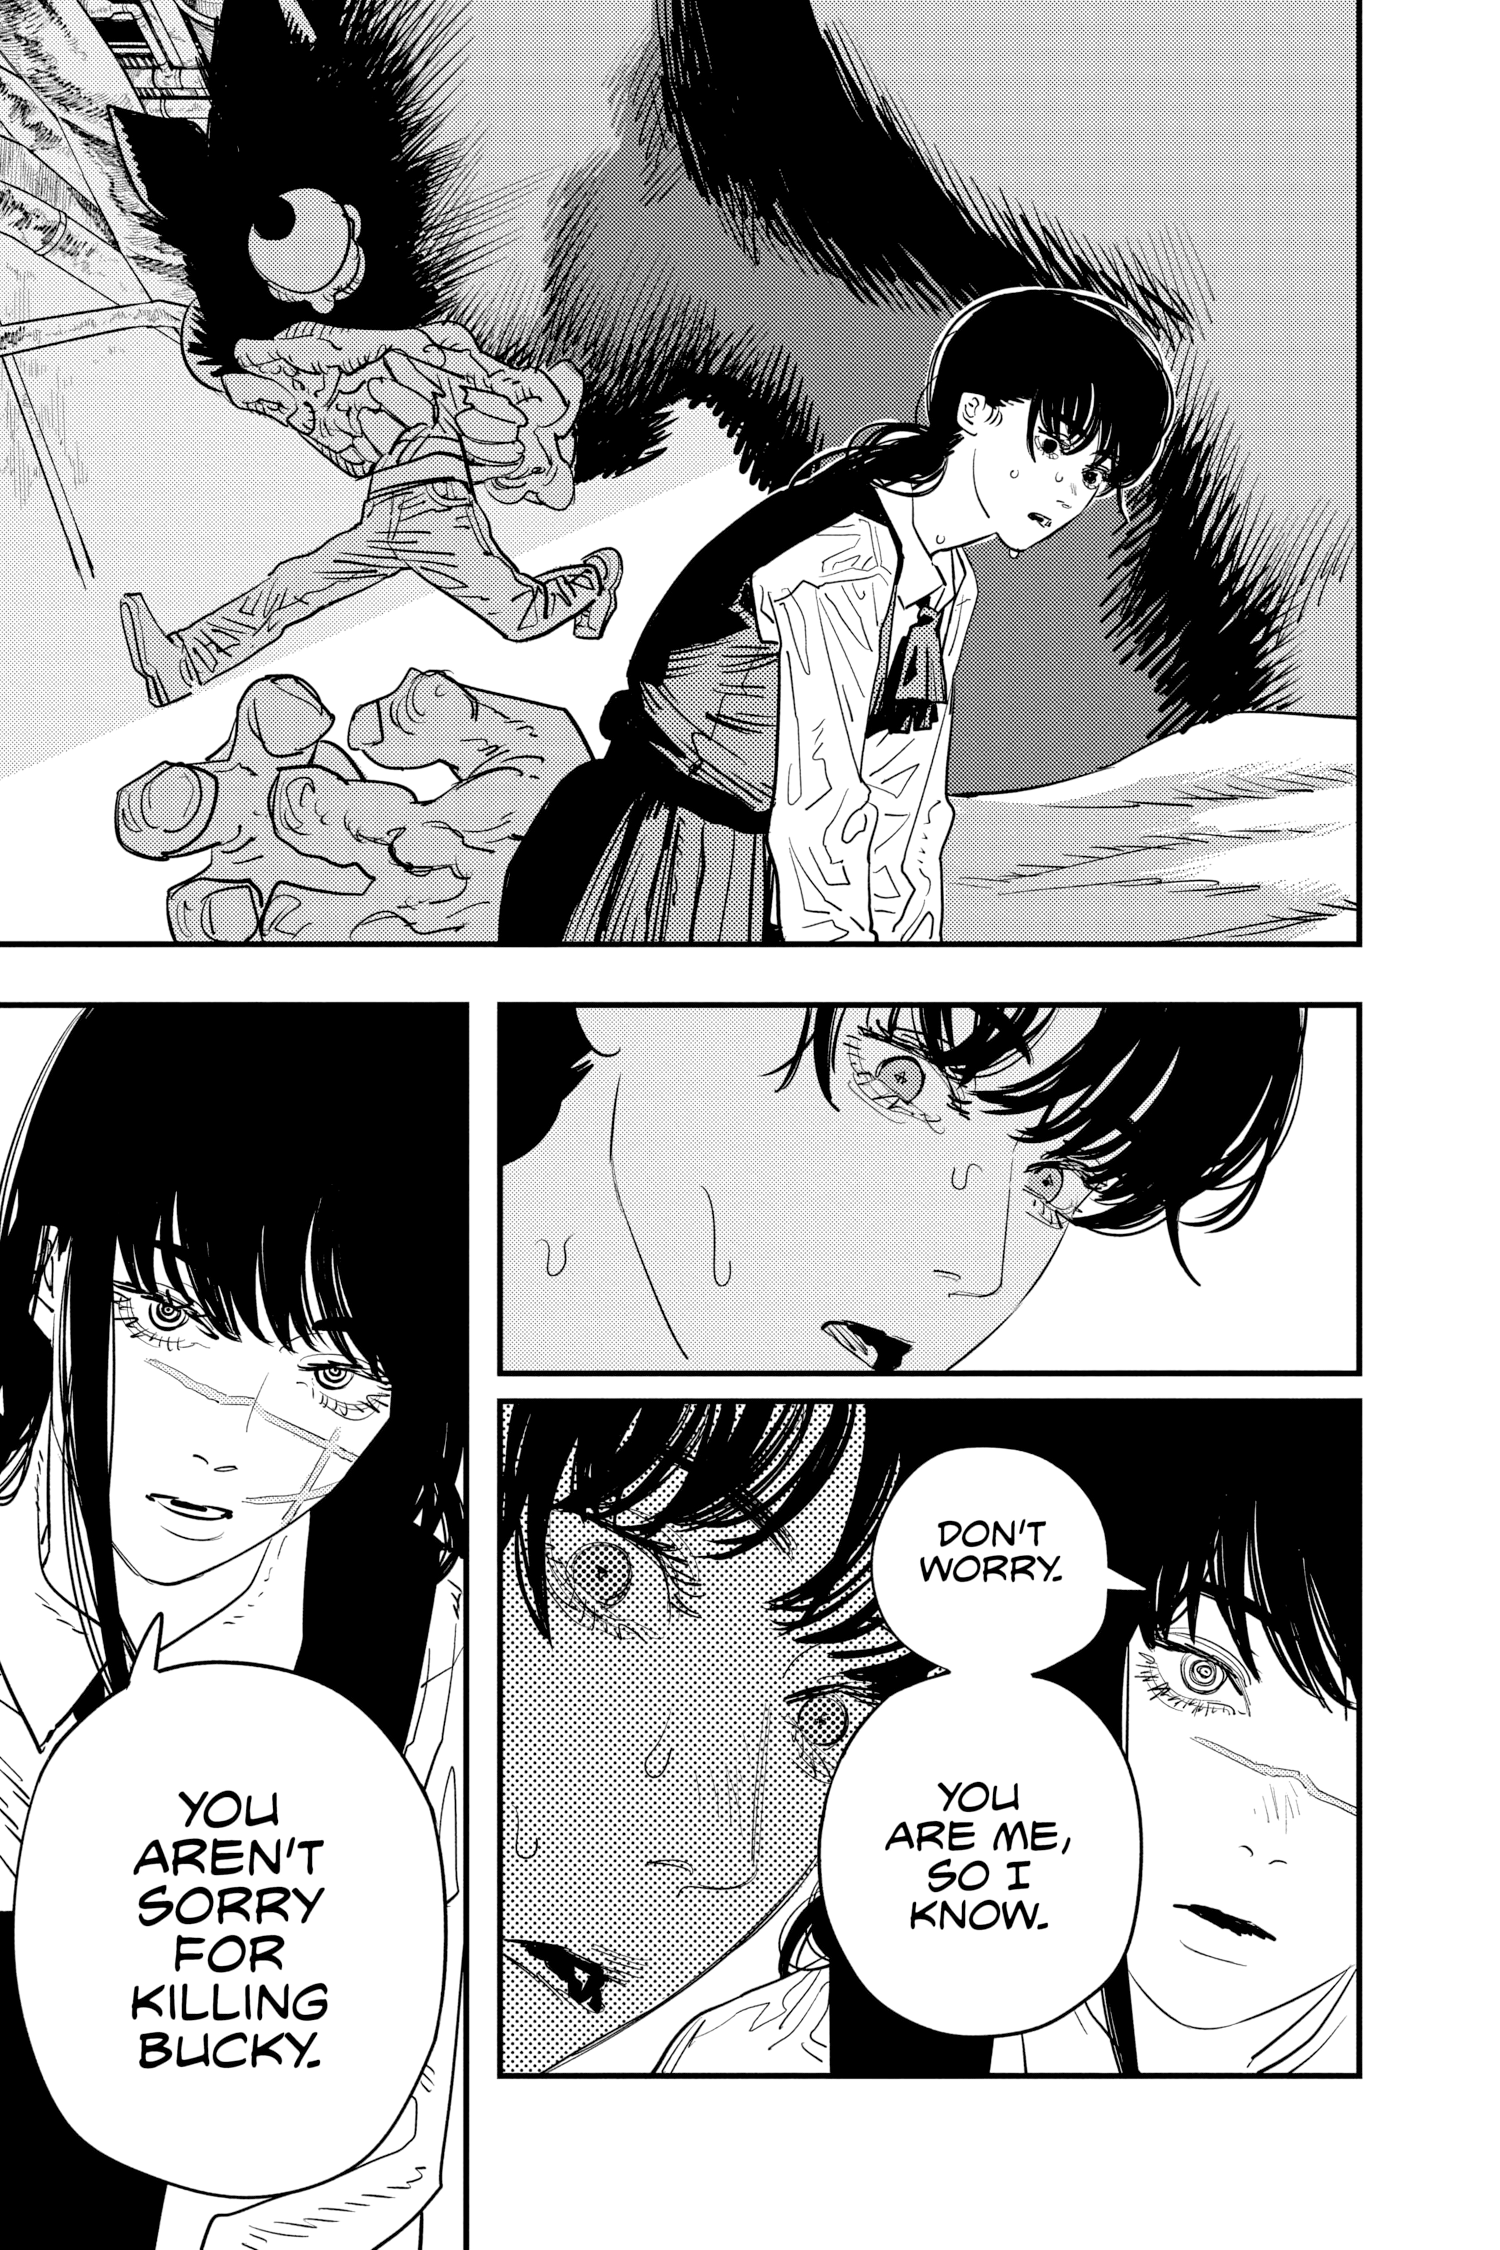 DON'T
WORRY.
YOU
ARE ME,
SO I
KNOW.
YOU
AREN'T
SORRY
FOR
KILLING
BUCKY.